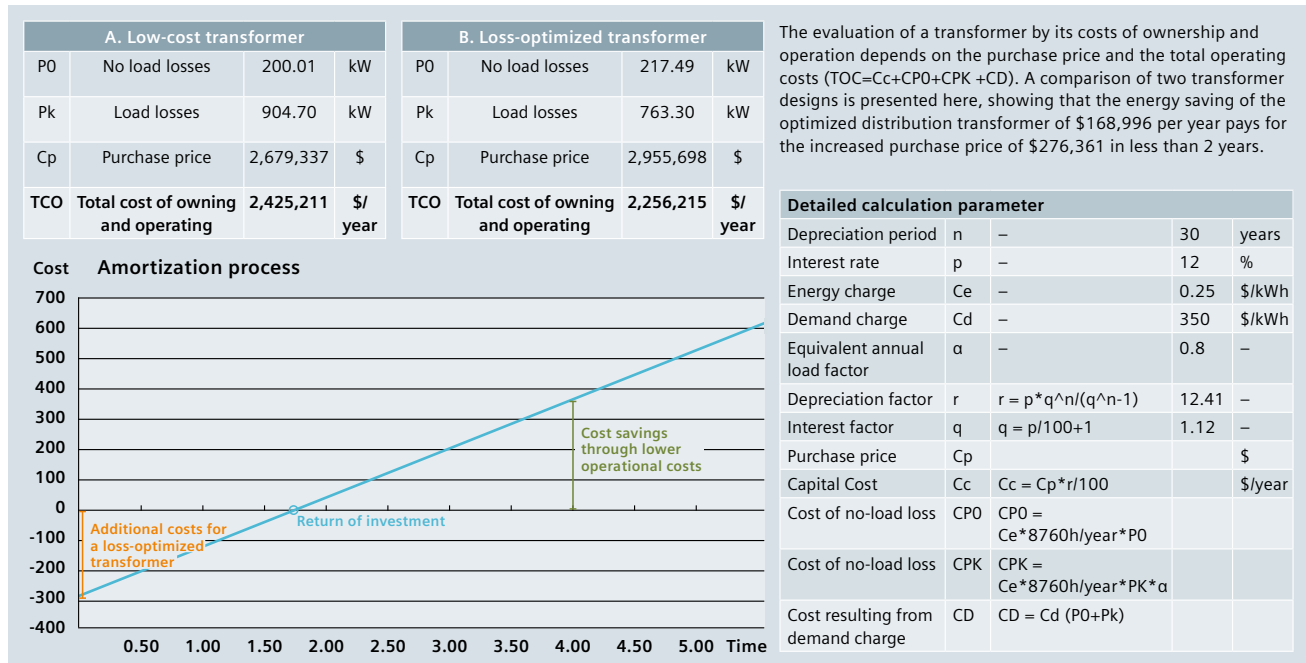 A. Low-cost transformer
P0 No load losses 200.01 kW
Pk Load losses 904.70 kW
Cp Purchase price 2,679,337 $
TCO Total cost of owning 2,425,211 $/
and operating year
B. Loss-optimized transformer
P0 No load losses 217.49 kW
Pk Load losses 763.30 kW
Cp Purchase price 2,955,698 $
TCO Total cost of owning 2,256,215 $/
and operating year
Cost Amortization process
700
600
500
400
300
200
100
0
-100
-200
-300
-400
Cost savings
through lower
operational costs
Return of investment
Additional costs for
a loss-optimized
transformer
0.50 1.00 1.50 2.00 2.50 3.00 3.50 4.00 4.50 5.00 Time
The evaluation of a transformer by its costs of ownership and
operation depends on the purchase price and the total operating
costs (TOC=Cc+CP0+CPK +CD). A comparison of two transformer
designs is presented here, showing that the energy saving of the
optimized distribution transformer of $168,996 per year pays for
the increased purchase price of $276,361 in less than 2 years.
Detailed calculation parameter
Depreciation period n – 30 years
Interest rate p – 12 %
Energy charge Ce – 0.25 $/kWh
Demand charge Cd – 350 $/kWh
Equivalent annual α – 0.8 –
load factor
Depreciation factor r r = p*q^n/(q^n-1) 12.41 –
Interest factor q q = p/100+1 1.12 –
Purchase price Cp $
Capital Cost Cc Cc = Cp*r/100 $/year
Cost of no-load loss CP0 CP0 =
Ce*8760h/year*P0
Cost of no-load loss CPK CPK =
Ce*8760h/year*PK*α
Cost resulting from CD CD = Cd (P0+Pk)
demand charge